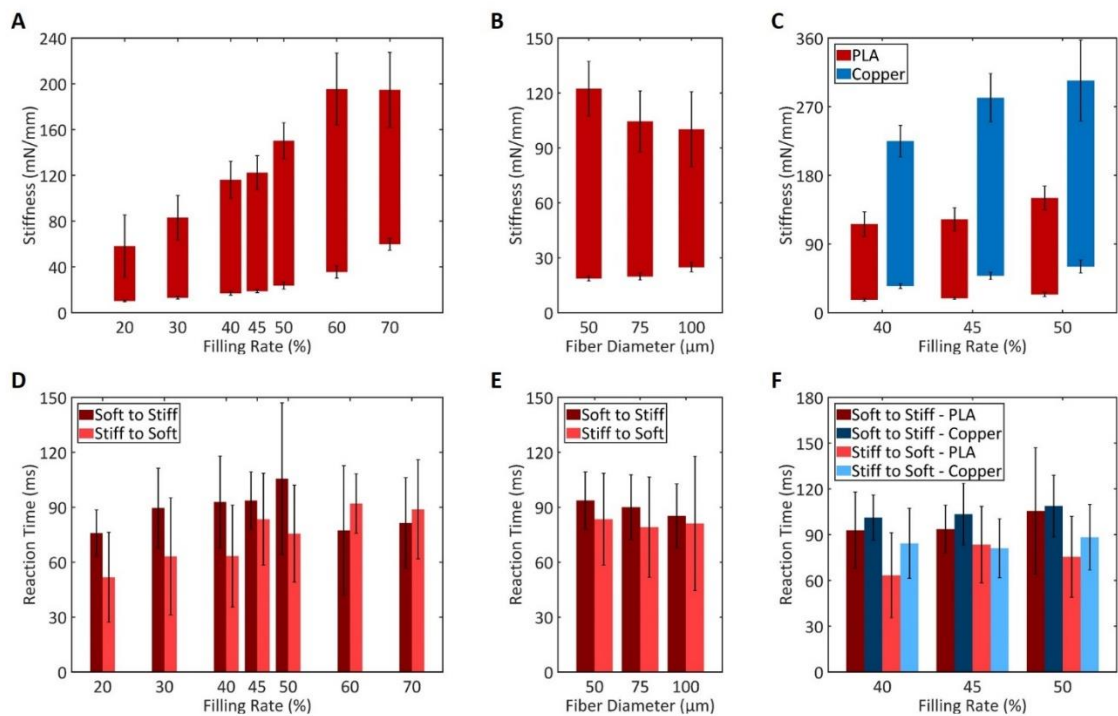 A
Stiffness (mN/mm)
240
200
160
120
80
40
0
20 30 40 45 50 60 70
Filling Rate (%)
B
Stiffness (mN/mm)
150
120
90
60
30
0
50 75 100
Fiber Diameter (µm)
C
Stiffness (mN/mm)
360
270
180
90
0
PLA
Copper
40 45 50
Filling Rate (%)
D
Reaction Time (ms)
150
120
90
60
30
0
Soft to Stiff
Stiff to Soft
20 30 40 45 50 60 70
Filling Rate (%)
E
Reaction Time (ms)
150
120
90
60
30
0
Soft to Stiff
Stiff to Soft
50 75 100
Fiber Diameter (µm)
F
Reaction Time (ms)
180
150
120
90
60
30
0
Soft to Stiff - PLA
Soft to Stiff - Copper
Stiff to Soft - PLA
Stiff to Soft - Copper
40 45 50
Filling Rate (%)